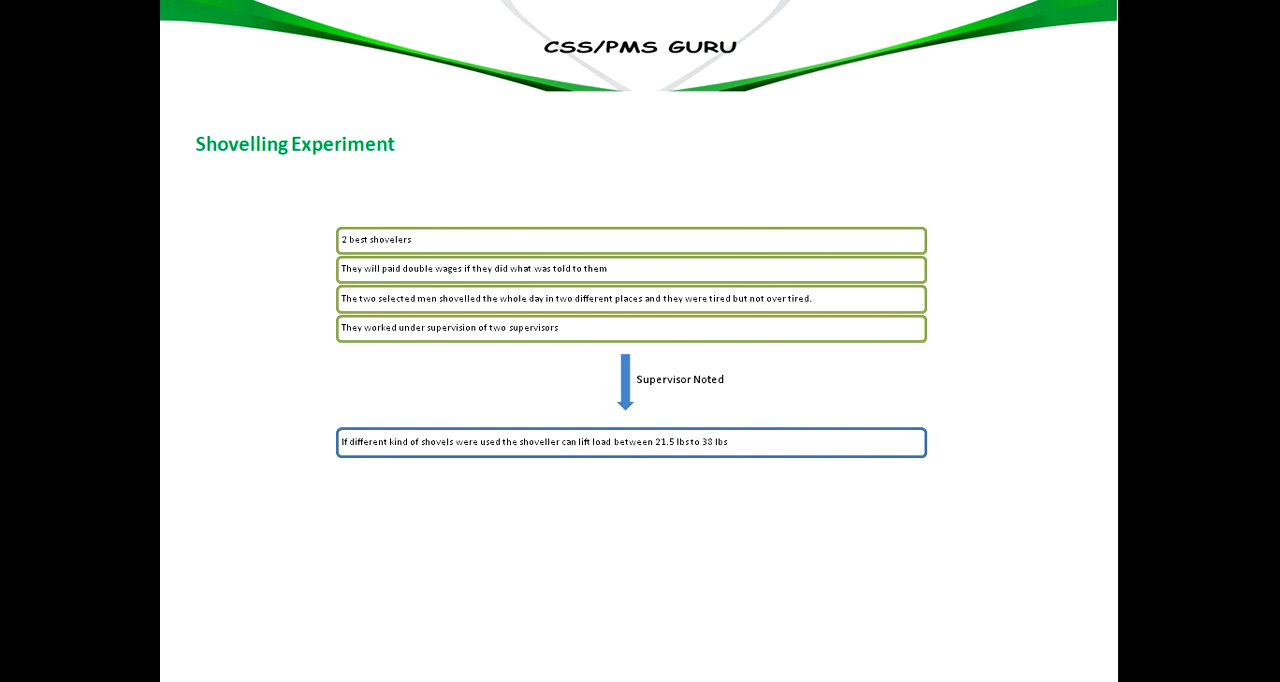 CSS/PMS GURU
Shovelling Experiment
2 best shovelers
They will paid double wages if they did what was told to them
The two selected men shovelled the whole day in two different places and they were tired but not over tired.
They worked under supervision of two supervisors
Supervisor Noted
If different kind of shovels were used the shoveller can lift load between 21.5 lbs to 38 lbs